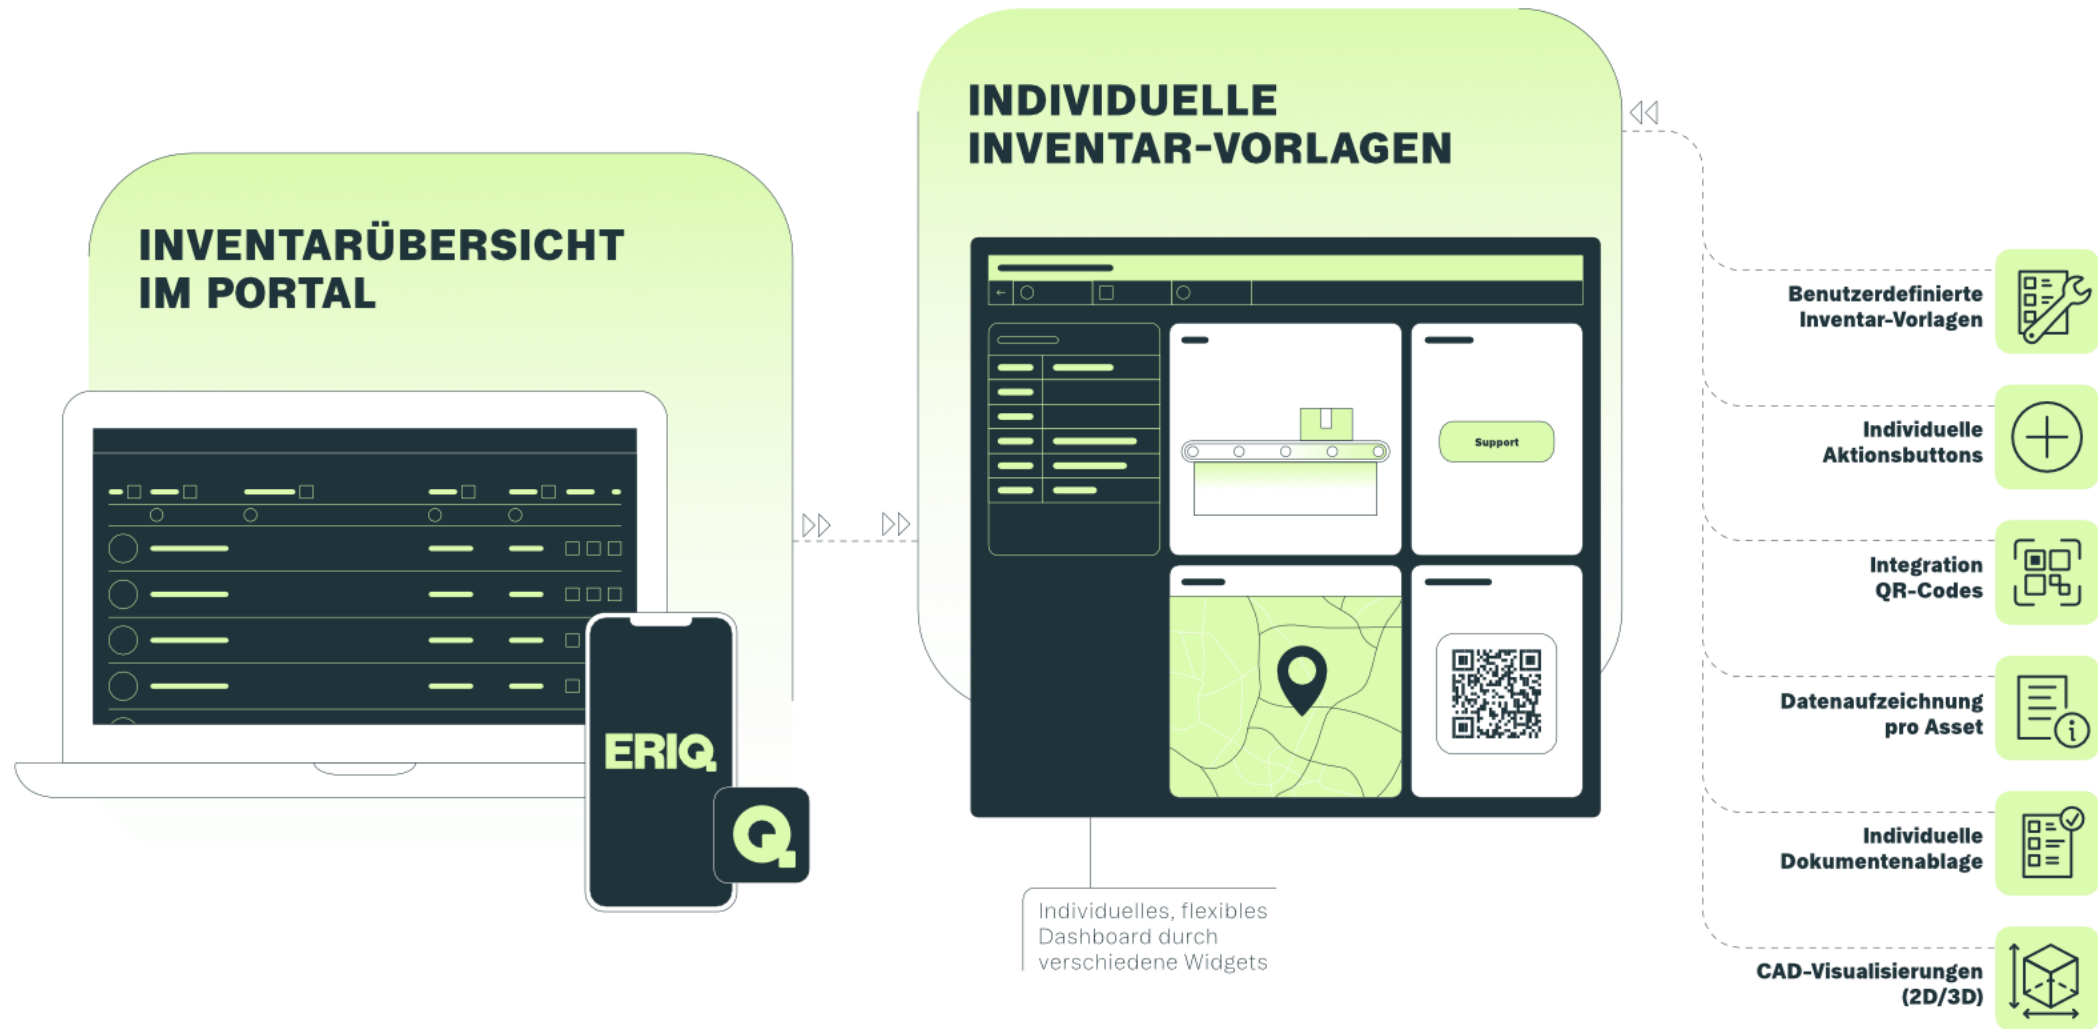 INVENTARÜBERSICHT
IM PORTAL
ERIQ
Q
INDIVIDUELLE
INVENTAR-VORLAGEN
Support
Individuelles, flexibles
Dashboard durch
verschiedene Widgets
Benutzerdefinierte
Inventar-Vorlagen
Individuelle
Aktionsbuttons
Integration
QR-Codes
Datenaufzeichnung
pro Asset
i
Individuelle
Dokumentenablage
CAD-Visualisierungen
(2D/3D)